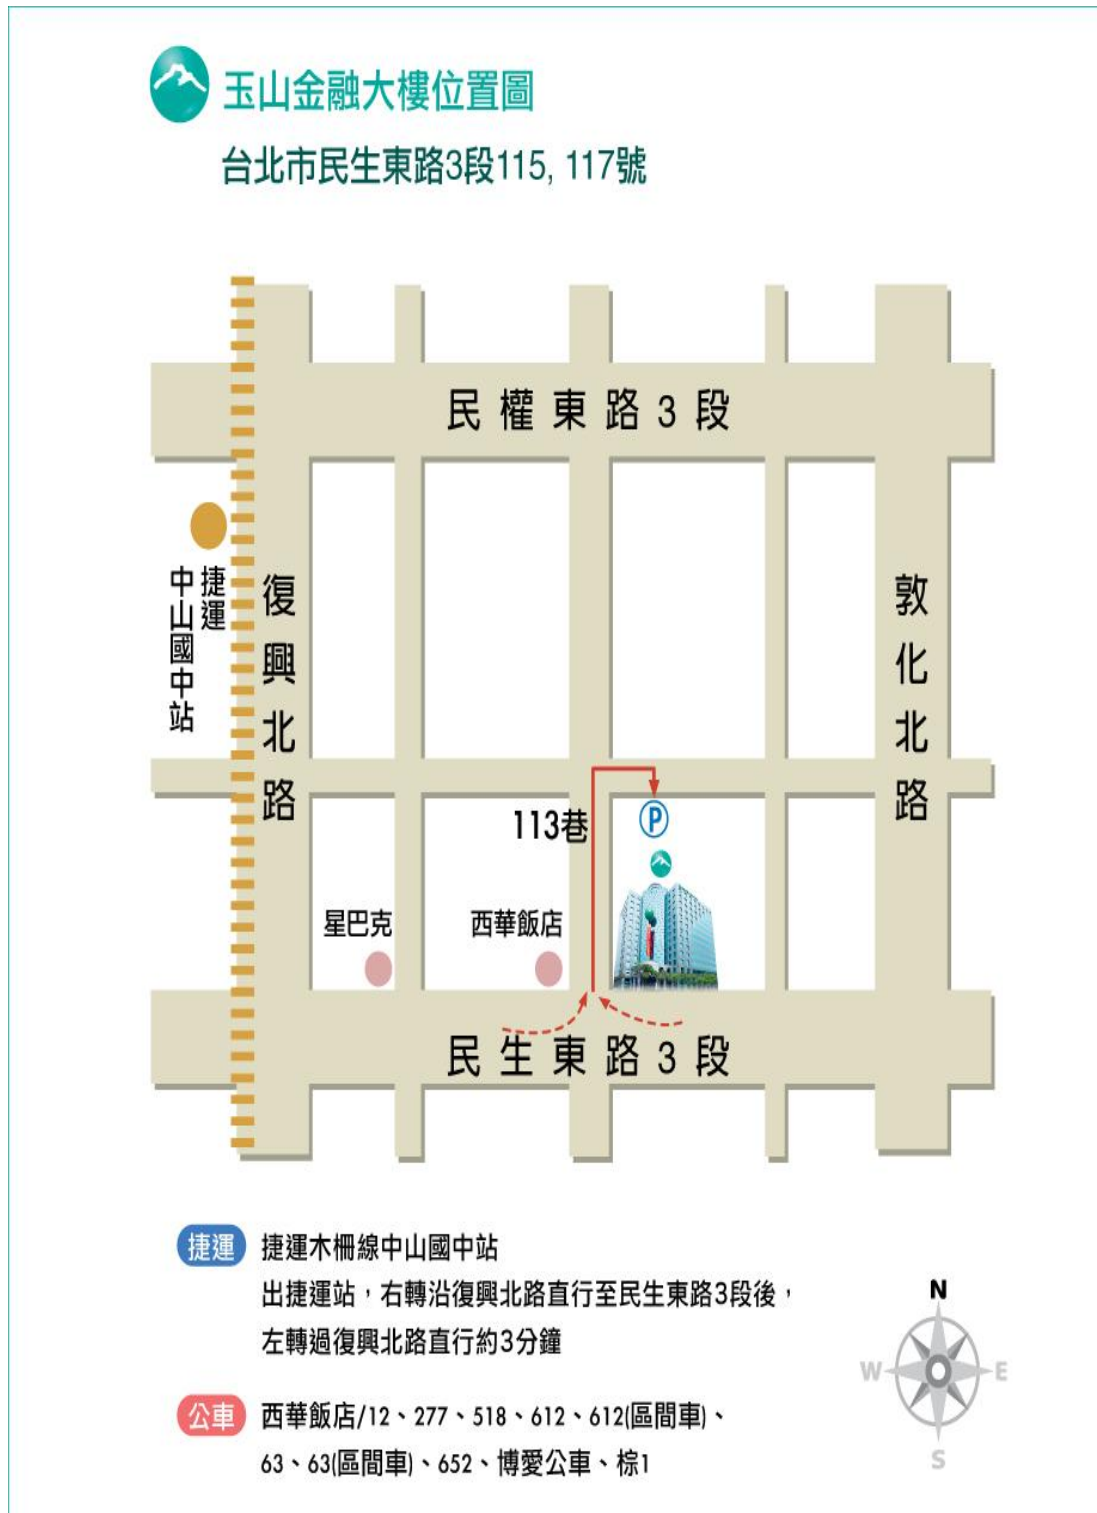 玉山金融大樓位置圖
台北市民生東路3段115, 117號
民權東路3段
捷運
中山國中站
復興北路
敦化北路
113巷
P
星巴克
西華飯店
民生東路3段
捷運 捷運木柵線中山國中站
出捷運站，右轉沿復興北路直行至民生東路3段後，
左轉過復興北路直行約3分鐘
公車 西華飯店/12、277、518、612、612(區間車)、
63、63(區間車)、652、博愛公車、棕1
N
W
E
S